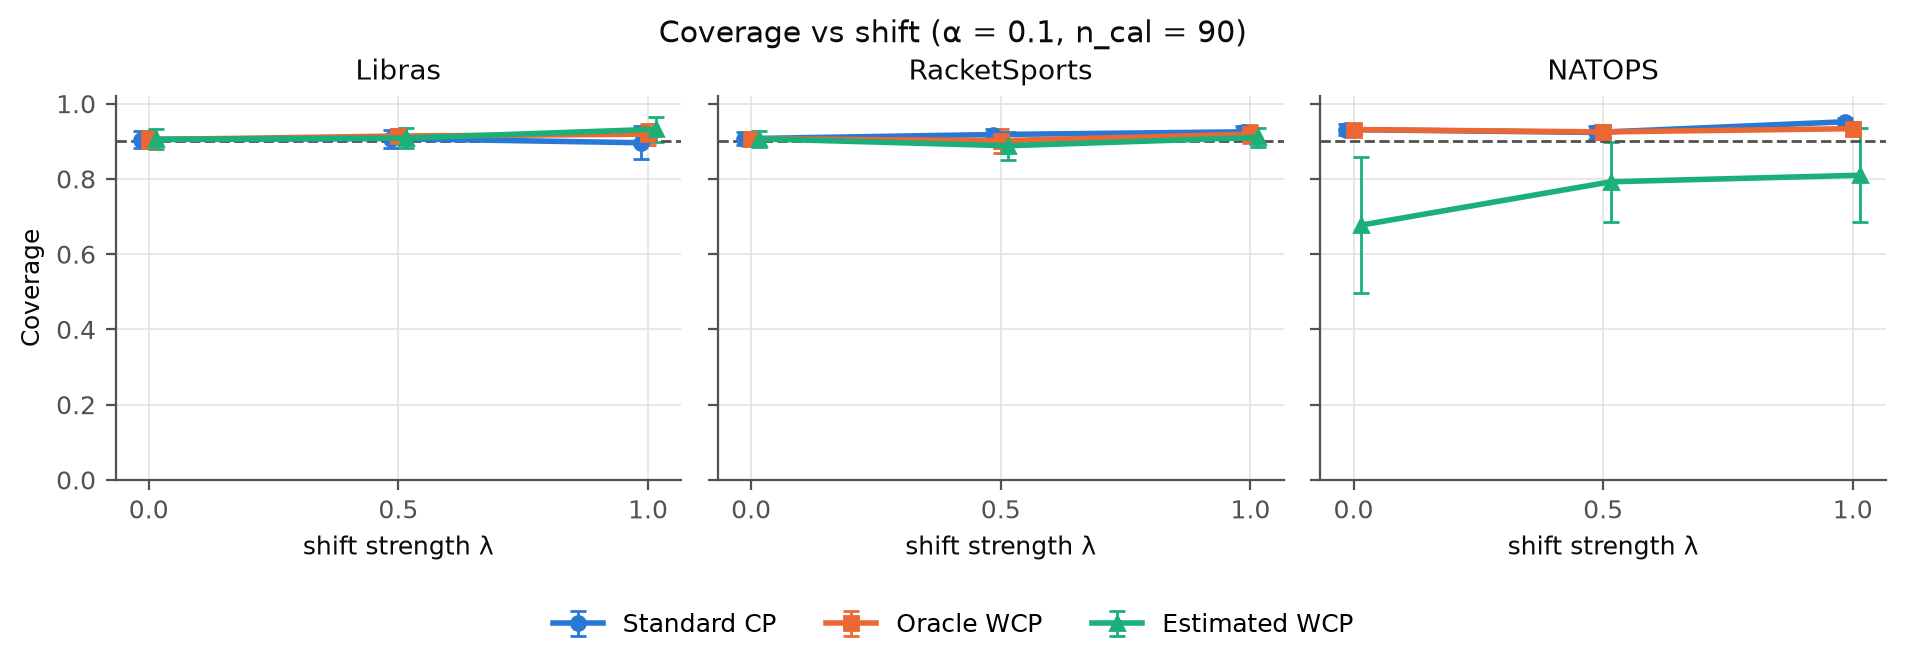 Coverage vs shift (α = 0.1, n_cal = 90)
Libras
RacketSports
NATOPS
Coverage
1.0
0.8
0.6
0.4
0.2
0.0
0.0 0.5 1.0
0.0 0.5 1.0
0.0 0.5 1.0
shift strength λ
shift strength λ
shift strength λ
Standard CP
Oracle WCP
Estimated WCP